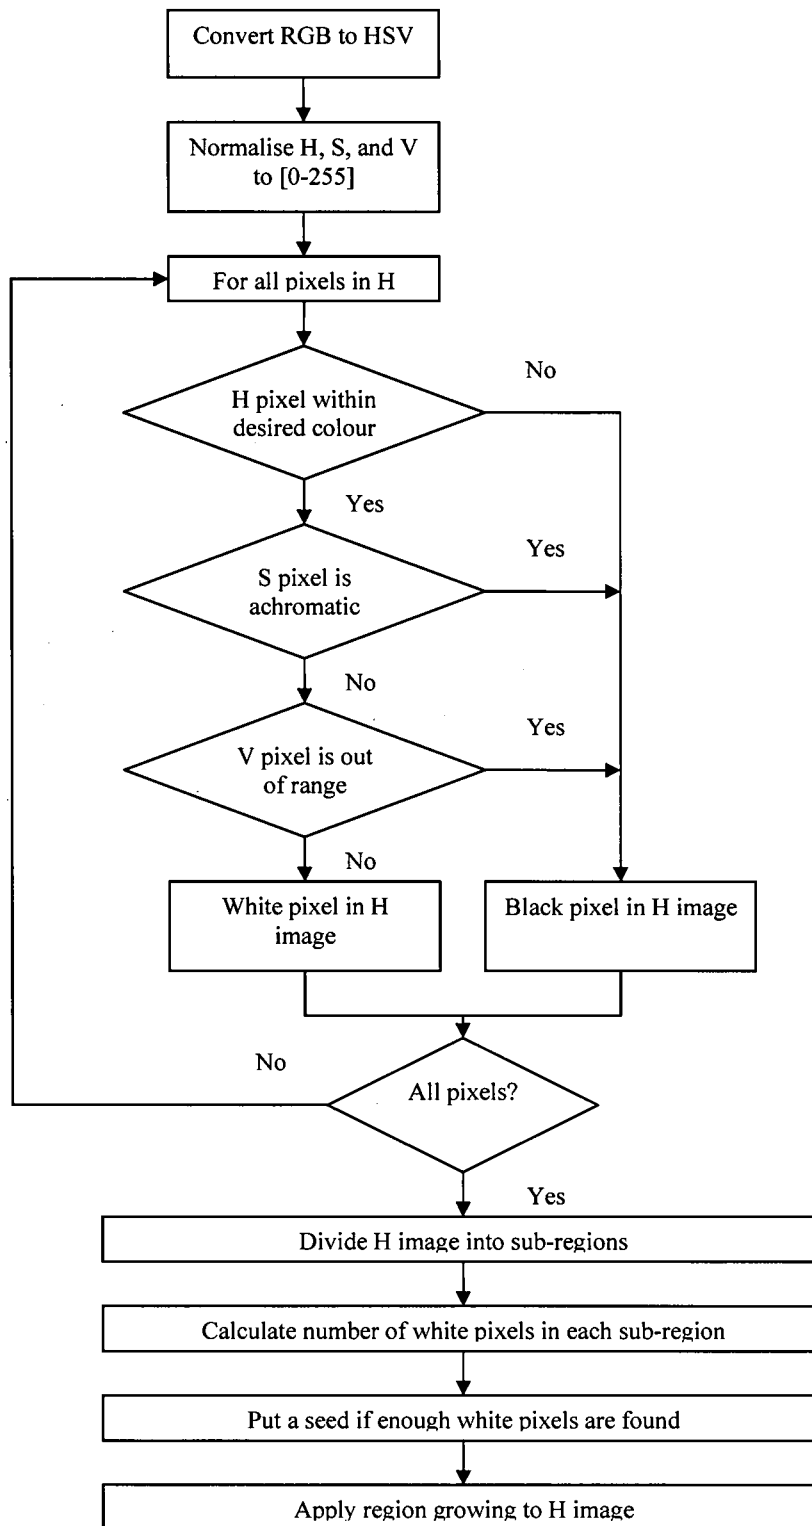 Convert RGB to HSV
Normalise H, S, and V
to [0-255]
For all pixels in H
No
H pixel within
desired colour
Yes
Yes
S pixel is
achromatic
No
Yes
V pixel is out
of range
No
White pixel in H
image
Black pixel in H image
No
All pixels?
Yes
Divide H image into sub-regions
Calculate number of white pixels in each sub-region
Put a seed if enough white pixels are found
Apply region growing to H image